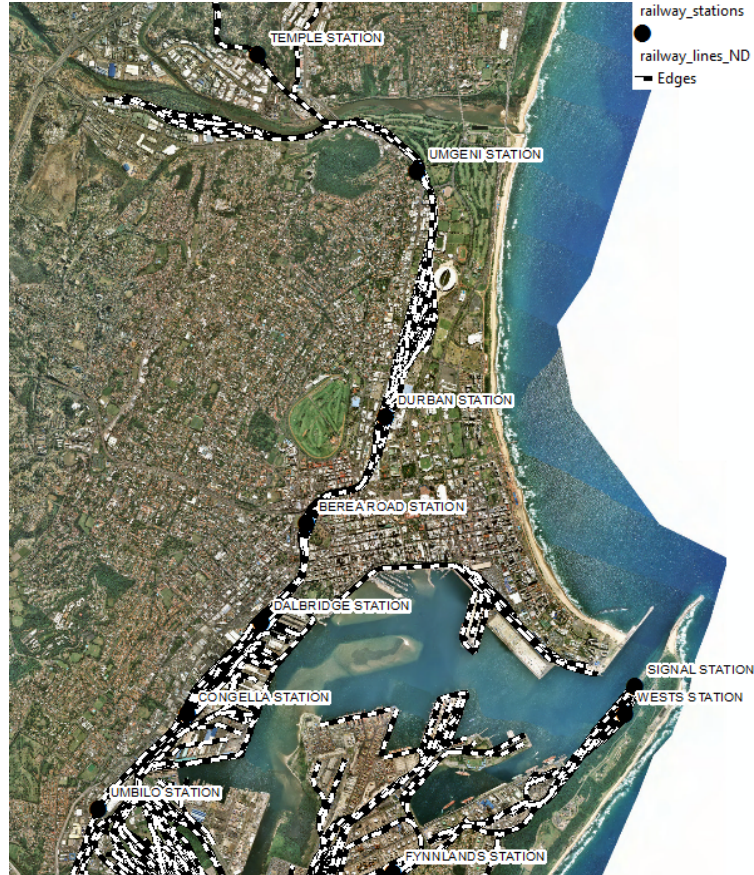 railway_stations
railway_lines_ND
Edges
TEMPLE STATION
UMGENI STATION
DURBAN STATION
BEREA ROAD STATION
DALBRIDGE STATION
SIGNAL STATION
CONGELLA STATION
WESTS STATION
UMBILO STATION
FYNNLANDS STATION